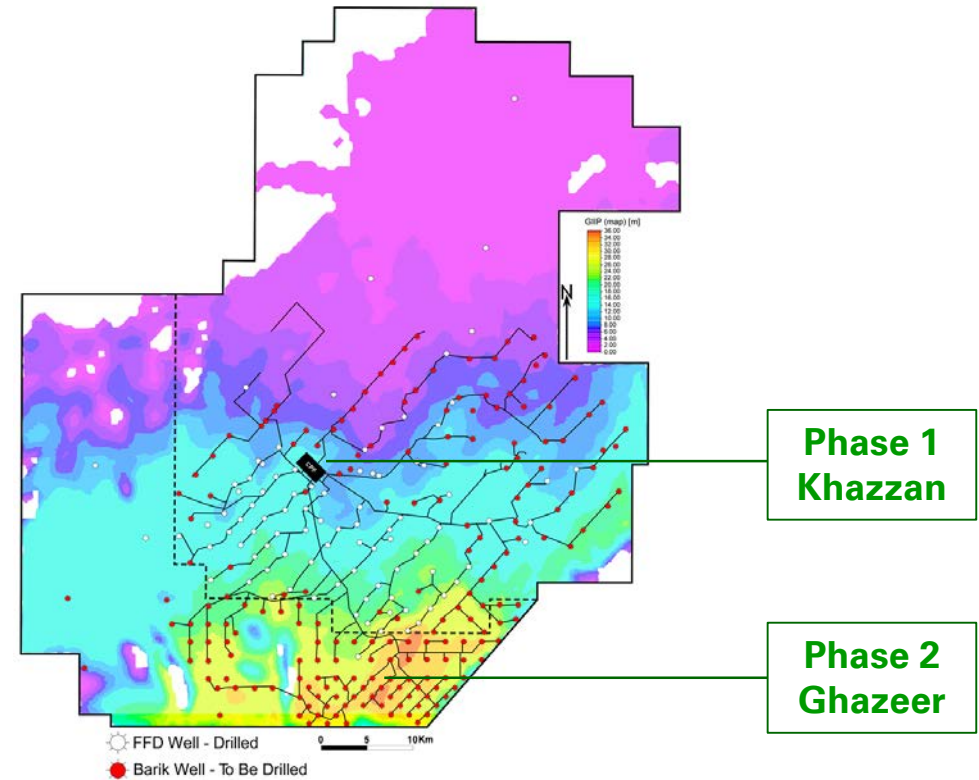 GIIP (map) [m]
36.00
34.00
32.00
30.00
28.00
26.00
24.00
22.00
20.00
18.00
16.00
14.00
12.00
10.00
8.00
6.00
4.00
2.00
0.00
N
CPF
Phase 1
Khazzan
Phase 2
Ghazeer
FFD Well - Drilled
0 5 10Km
Barik Well - To Be Drilled